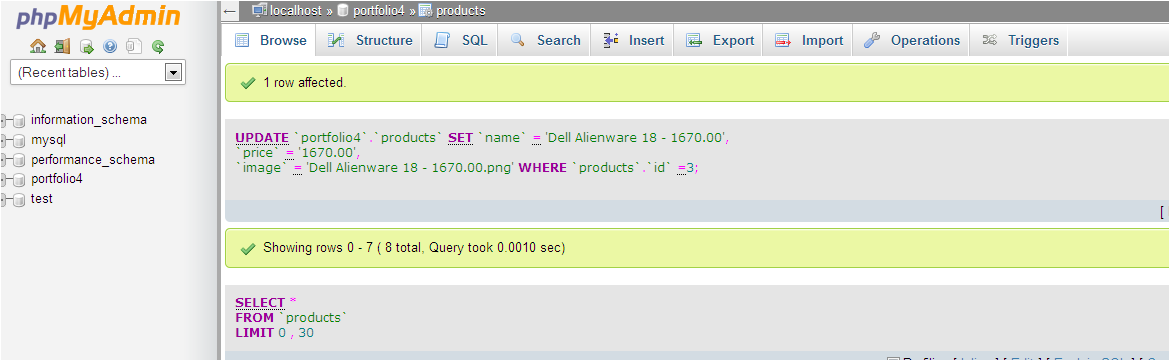 phpMyAdmin
(Recent tables) ...
information_schema
mysql
performance_schema
portfolio4
test
localhost » portfolio4 » products
Browse Structure SQL Search Insert Export Import Operations Triggers
1 row affected.
UPDATE `portfolio4`.`products` SET `name` = 'Dell Alienware 18 - 1670.00',
`price` = '1670.00',
`image` = 'Dell Alienware 18 - 1670.00.png' WHERE `products`.`id` =3;
[
Showing rows 0 - 7 ( 8 total, Query took 0.0010 sec)
SELECT *
FROM `products`
LIMIT 0 , 30